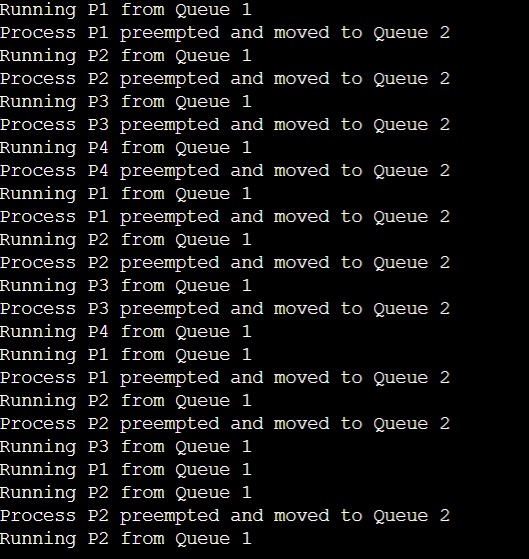 Running P1 from Queue 1
Process P1 preempted and moved to Queue 2
Running P2 from Queue 1
Process P2 preempted and moved to Queue 2
Running P3 from Queue 1
Process P3 preempted and moved to Queue 2
Running P4 from Queue 1
Process P4 preempted and moved to Queue 2
Running P1 from Queue 1
Process P1 preempted and moved to Queue 2
Running P2 from Queue 1
Process P2 preempted and moved to Queue 2
Running P3 from Queue 1
Process P3 preempted and moved to Queue 2
Running P4 from Queue 1
Running P1 from Queue 1
Process P1 preempted and moved to Queue 2
Running P2 from Queue 1
Process P2 preempted and moved to Queue 2
Running P3 from Queue 1
Running P1 from Queue 1
Running P2 from Queue 1
Process P2 preempted and moved to Queue 2
Running P2 from Queue 1